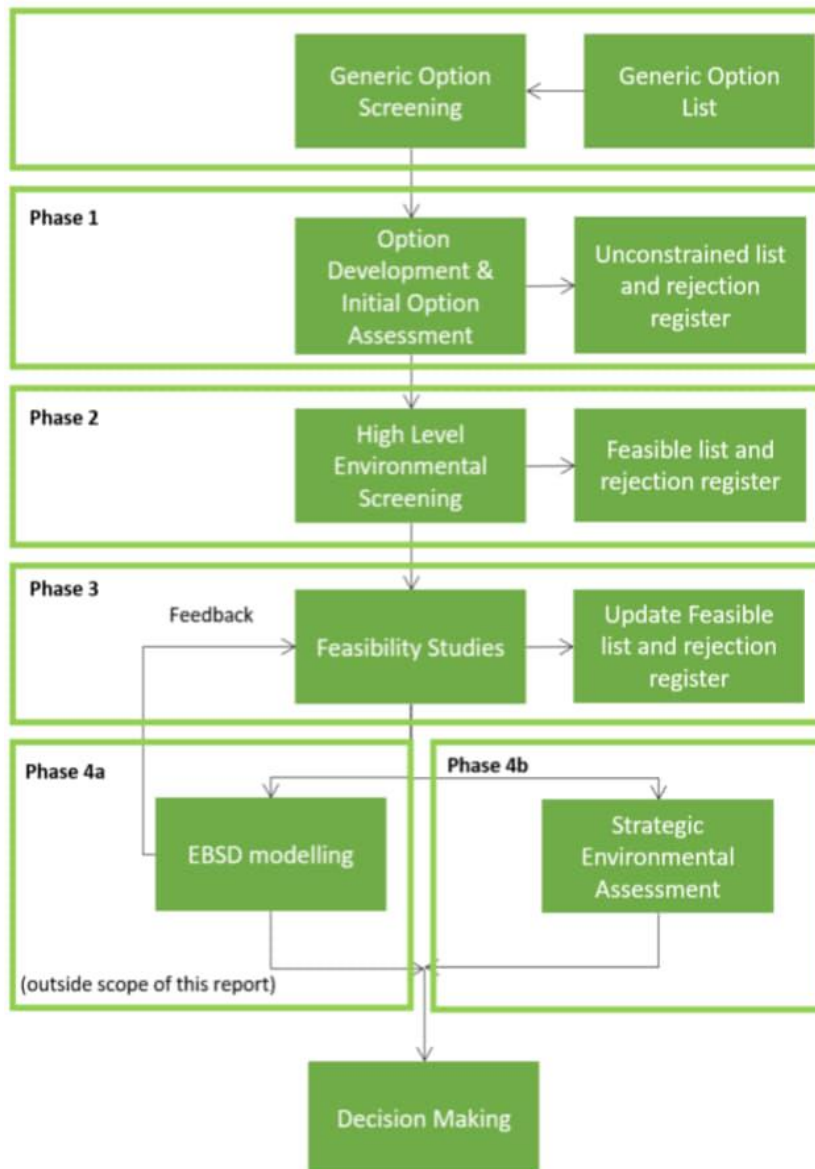 Generic Option
Screening
Generic Option
List
Phase 1
Option
Development &
Initial Option
Assessment
Unconstrained list
and rejection
register
Phase 2
High Level
Environmental
Screening
Feasible list and
rejection register
Phase 3
Feedback
Feasibility Studies
Update Feasible
list and rejection
register
Phase 4a
EBSD modelling
(outside scope of this report)
Phase 4b
Strategic
Environmental
Assessment
Decision Making